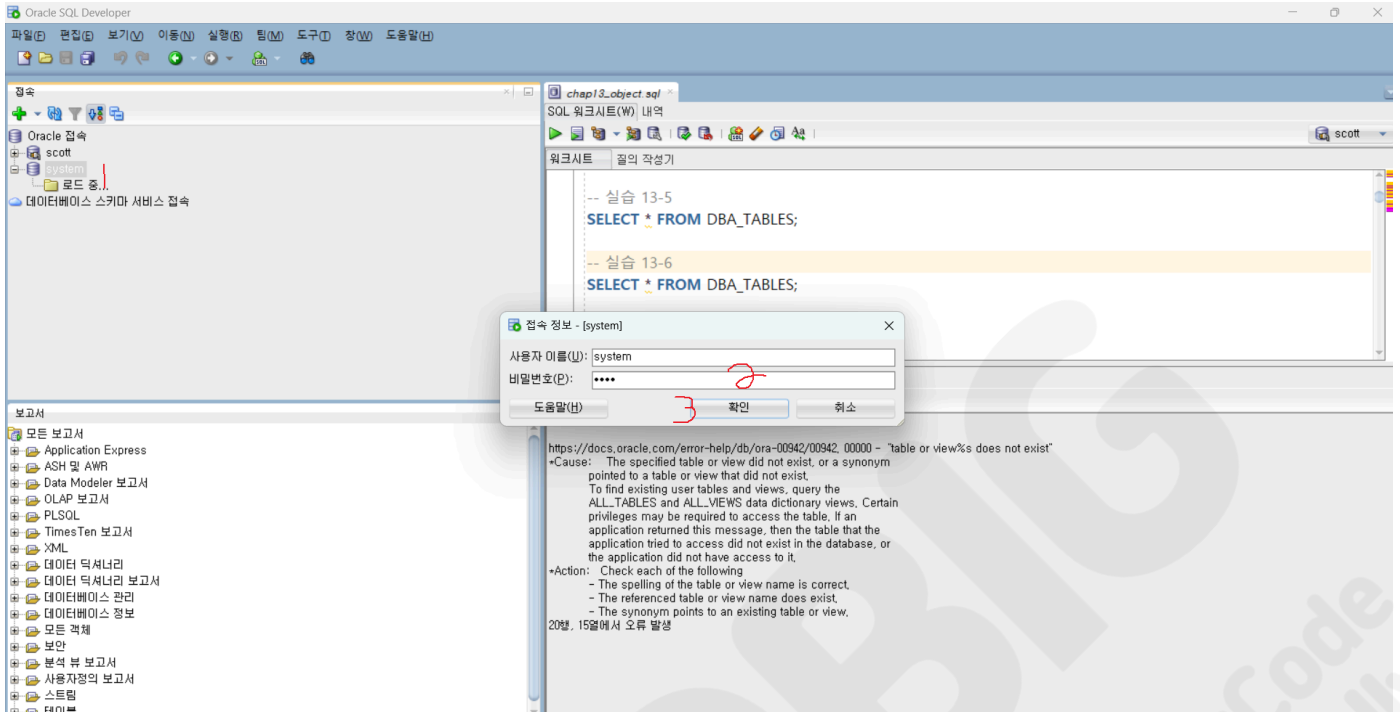 Oracle SQL Developer
파일(F) 편집(E) 보기(V) 이동(N) 실행(R) 팀(M) 도구(T) 창(W) 도움말(H)
접속
Oracle 접속
scott
system
로드 중...
데이터베이스 스키마 서비스 접속
1
chap13_object.sql
SQL 워크시트(W) 내역
scott
워크시트 질의 작성기
-- 실습 13-5
SELECT * FROM DBA_TABLES;
-- 실습 13-6
SELECT * FROM DBA_TABLES;
접속 정보 - [system]
사용자 이름(U): system
비밀번호(P): ••••
2
도움말(H) 3 확인 취소
보고서
모든 보고서
Application Express
ASH 및 AWR
Data Modeler 보고서
OLAP 보고서
PLSQL
TimesTen 보고서
XML
데이터 딕셔너리
데이터 딕셔너리 보고서
데이터베이스 관리
데이터베이스 정보
모든 객체
보안
분석 뷰 보고서
사용자정의 보고서
스트림
테이블
https://docs.oracle.com/error-help/db/ora-00942/00942. 00000 - "table or view%s does not exist"
*Cause: The specified table or view did not exist, or a synonym
pointed to a table or view that did not exist.
To find existing user tables and views, query the
ALL_TABLES and ALL_VIEWS data dictionary views. Certain
privileges may be required to access the table. If an
application returned this message, then the table that the
application tried to access did not exist in the database, or
the application did not have access to it.
*Action: Check each of the following
- The spelling of the table or view name is correct.
- The referenced table or view name does exist.
- The synonym points to an existing table or view.
20행, 15열에서 오류 발생
BIG
Code